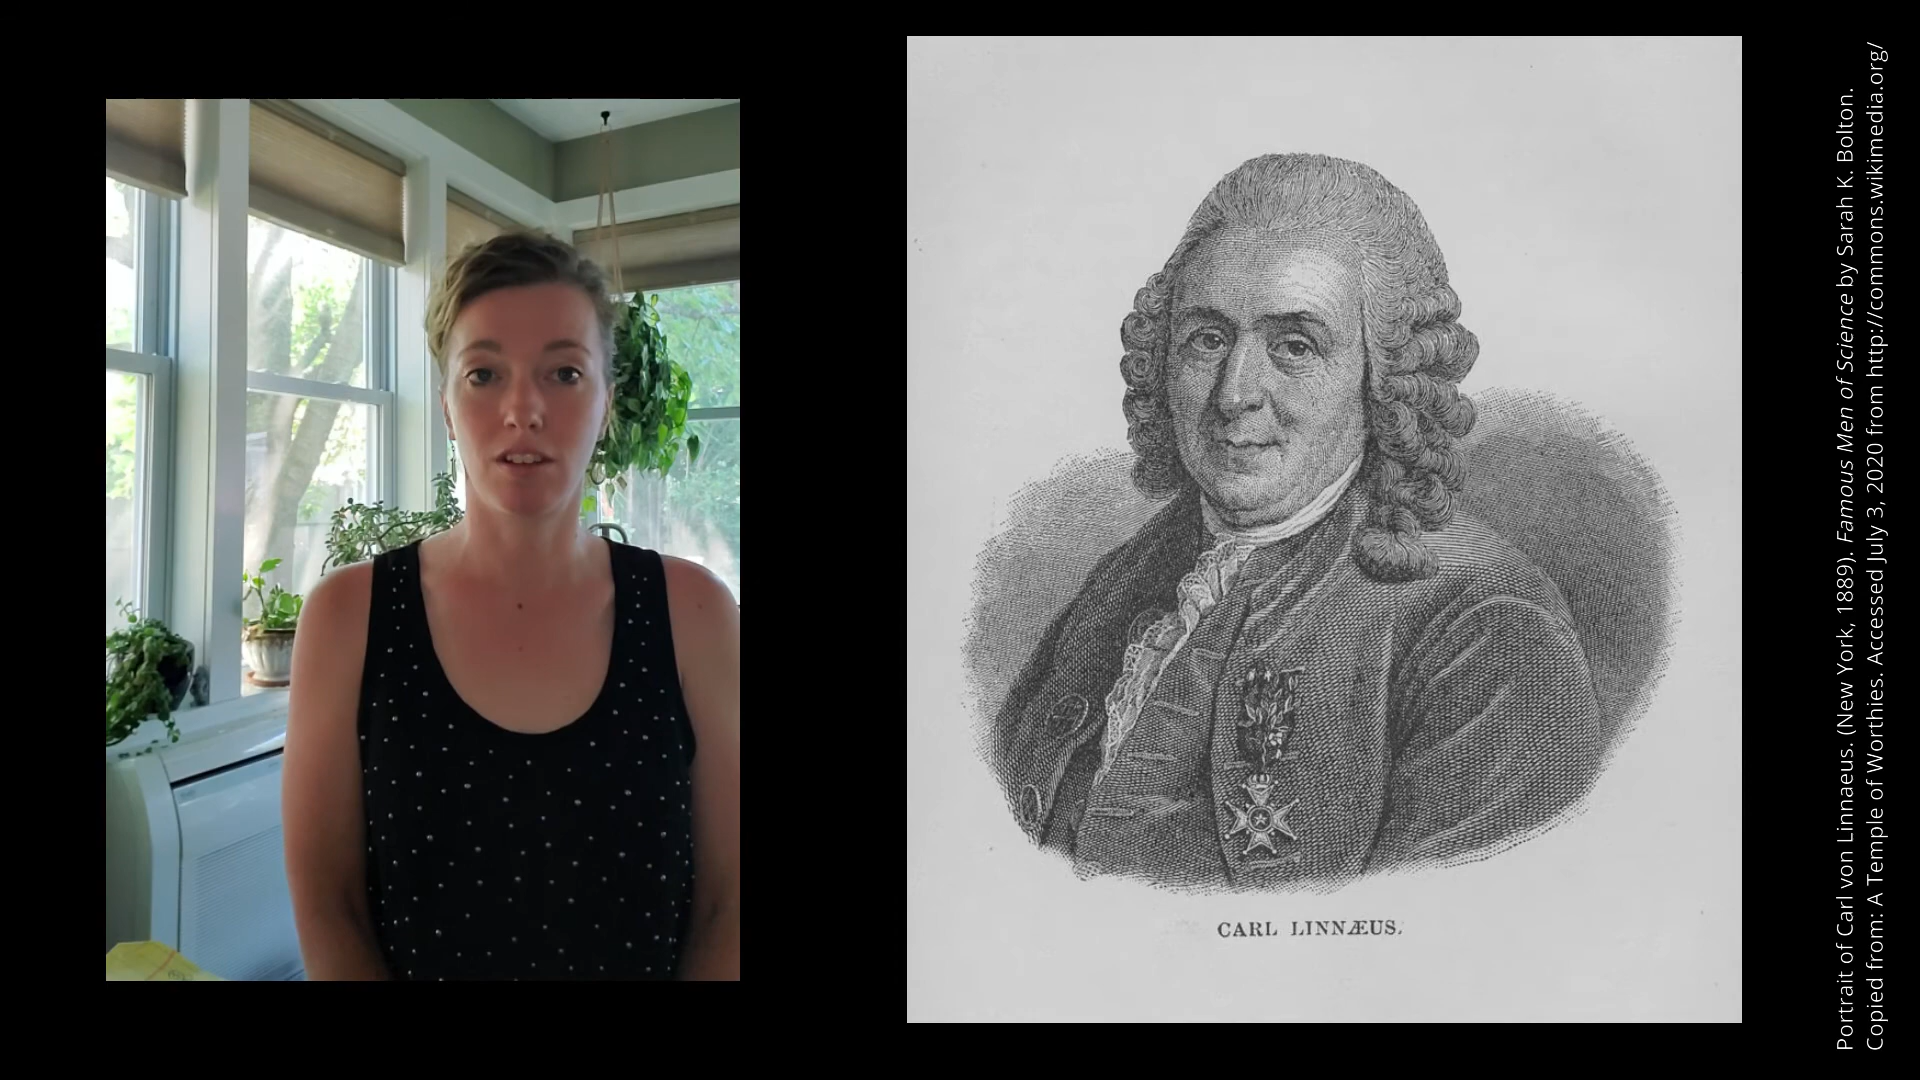 CARL LINNÆUS.
Portrait of Carl von Linnaeus. (New York, 1889). Famous Men of Science by Sarah K. Bolton.
Copied from: A Temple of Worthies. Accessed July 3, 2020 from http://commons.wikimedia.org/